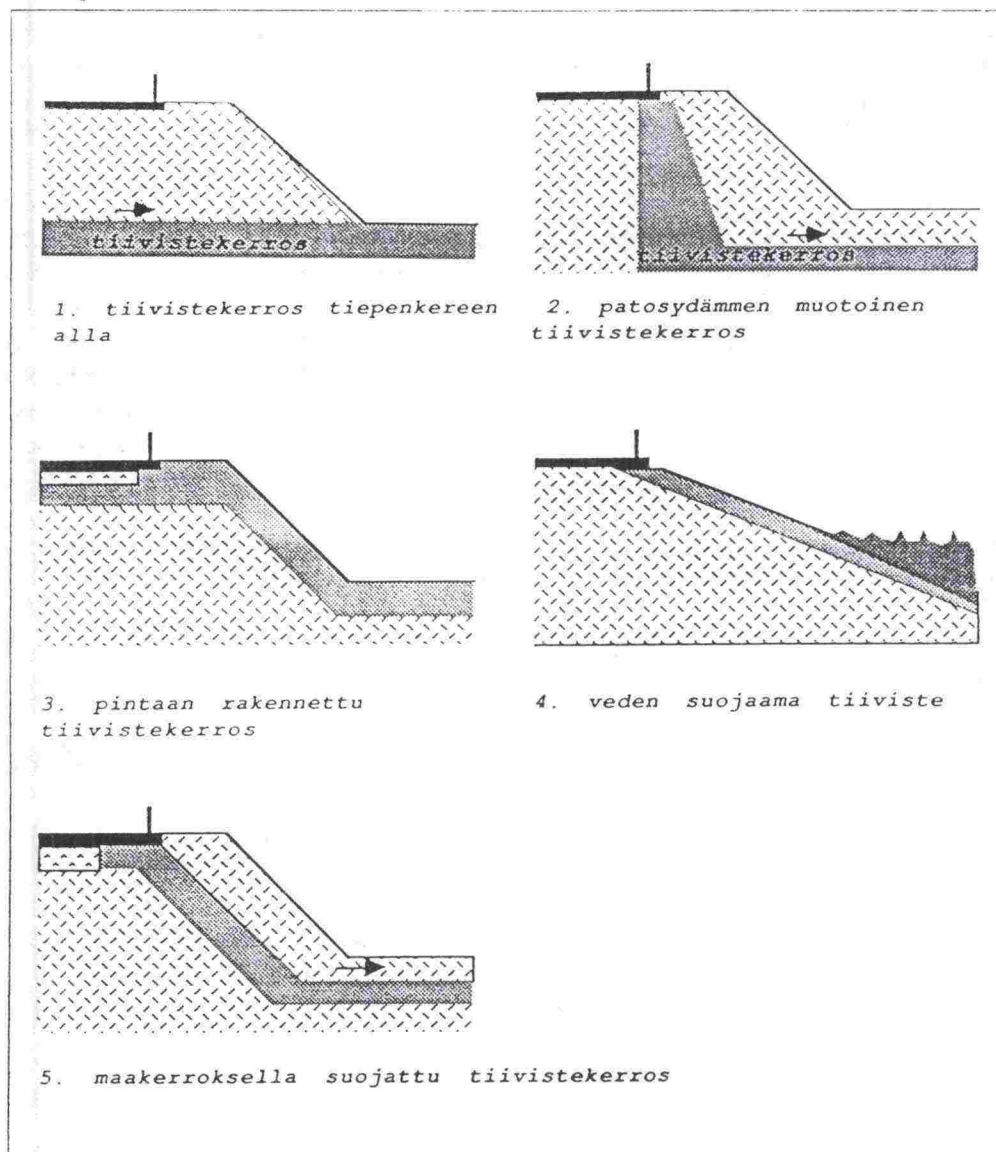 tiivistekerros
tiivistekerros
1. tiivistekerros tiepenkereen
alla
2. patosydämmen muotoinen
tiivistekerros
3. pintaan rakennettu
tiivistekerros
4. veden suojaama tiiviste
5. maakerroksella suojattu tiivistekerros